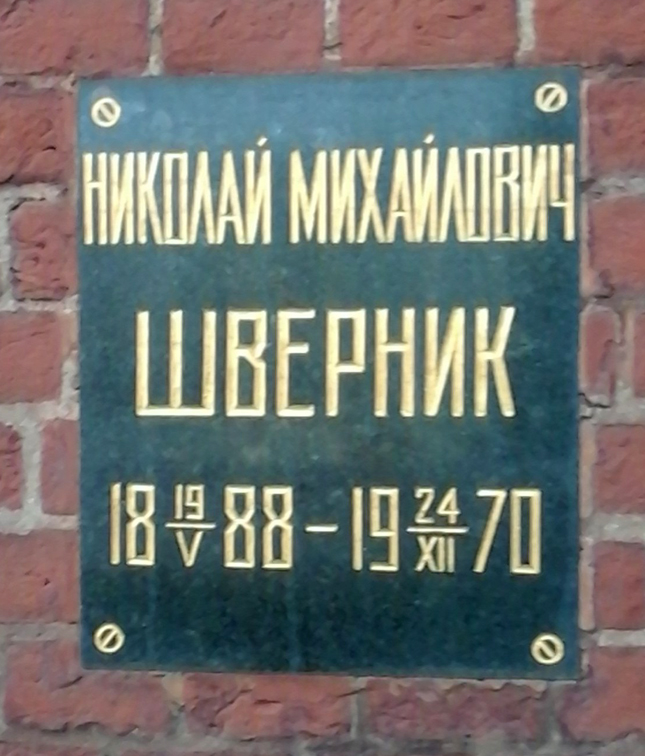 НИКОЛАЙ МИХАЙЛОВИЧ
ШВЕРНИК
18 19/V 88 – 19 24/XII 70